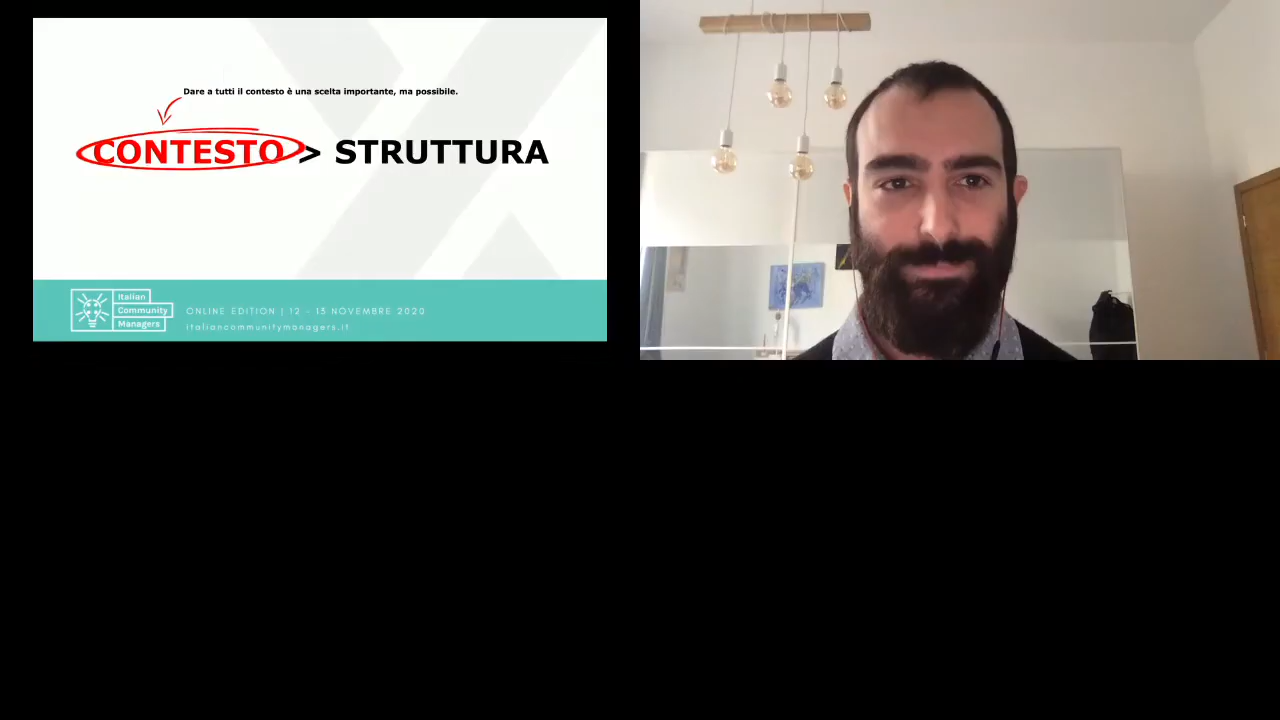 Dare a tutti il contesto è una scelta importante, ma possibile.
CONTESTO > STRUTTURA
Italian
Community
Managers
ONLINE EDITION | 12 - 15 NOVEMBRE 2020
italiancommunitymanagers.it